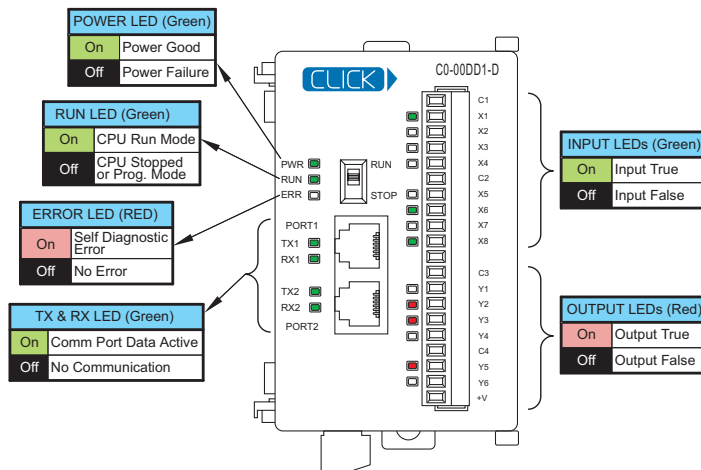 POWER LED (Green)
On Power Good
Off Power Failure
RUN LED (Green)
On CPU Run Mode
Off CPU Stopped
or Prog. Mode
ERROR LED (RED)
On Self Diagnostic
Error
Off No Error
TX & RX LED (Green)
On Comm Port Data Active
Off No Communication
CLICK
C0-00DD1-D
PWR
RUN
ERR
RUN
STOP
PORT1
TX1
RX1
TX2
RX2
PORT2
C1
X1
X2
X3
X4
C2
X5
X6
X7
X8
C3
Y1
Y2
Y3
Y4
C4
Y5
Y6
+V
INPUT LEDs (Green)
On Input True
Off Input False
OUTPUT LEDs (Red)
On Output True
Off Output False